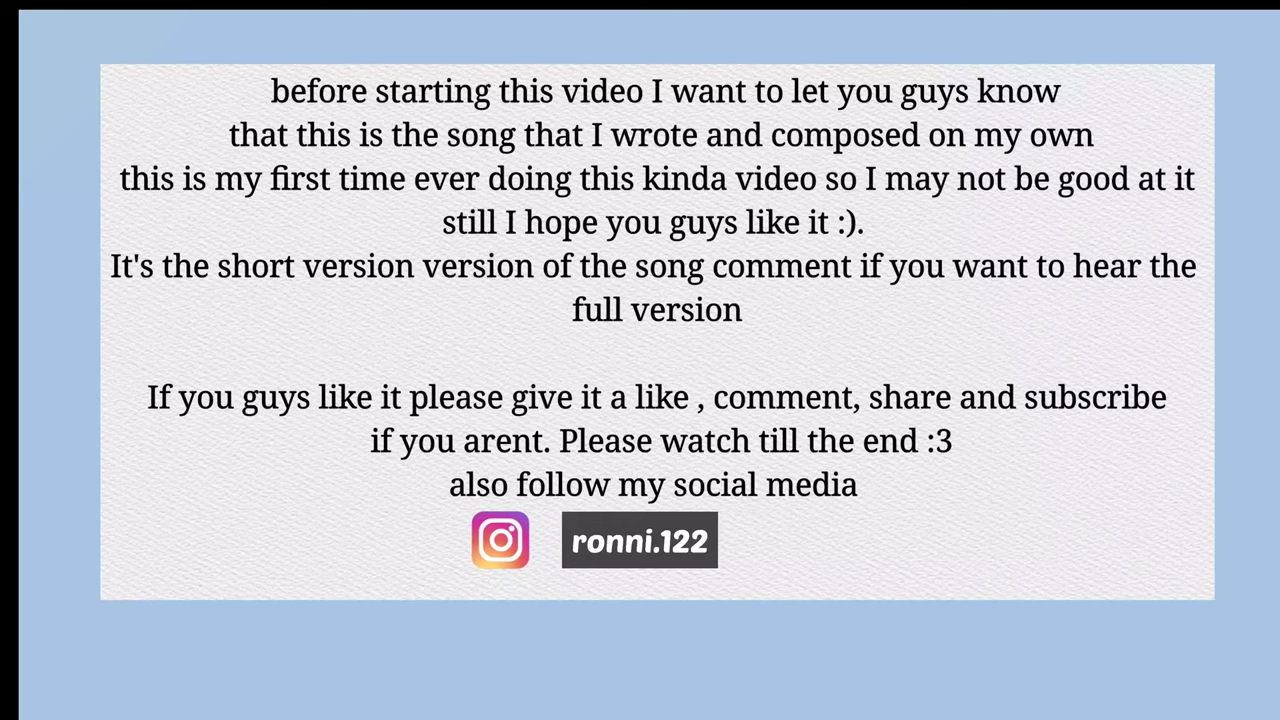 before starting this video I want to let you guys know
that this is the song that I wrote and composed on my own
this is my first time ever doing this kinda video so I may not be good at it
still I hope you guys like it :).
It's the short version version of the song comment if you want to hear the
full version
If you guys like it please give it a like , comment, share and subscribe
if you arent. Please watch till the end :3
also follow my social media
ronni.122